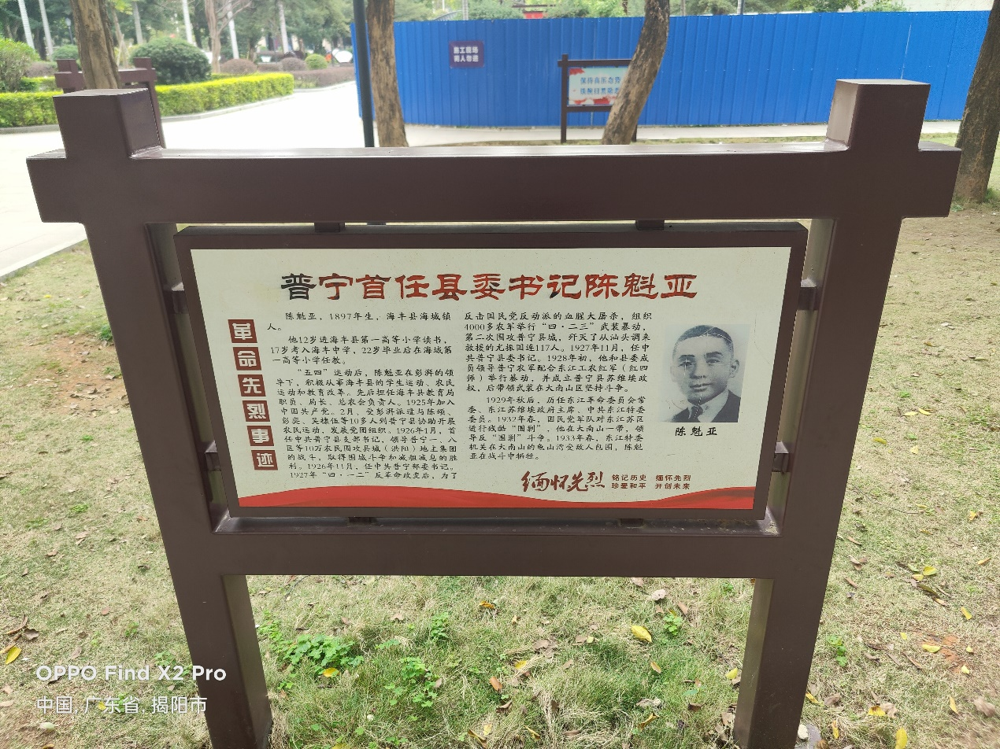 施工现场
闲人勿进
普宁首任县委书记陈魁亚
革命先烈事迹
陈魁亚，1897年生，海丰县海城镇
人。
他12岁进海丰县第一高等小学读书，
17岁考入海丰中学，22岁毕业后在海城第
一高等小学任教。
“五四”运动后，陈魁亚在彭湃的领
导下，积极从事海丰县的学生运动、农民
运动和教育改革。先后担任海丰县教育局
职员、局长、总农会负责人。1925年加入
中国共产党。2月，受彭湃派遣与陈颂、
彭奕、吴棣伍等10多人到普宁县协助开展
农民运动，发展党团组织。1926年1月，首
任中共普宁县支部书记，领导普宁一、八
区等10万农民围攻县城（洪阳）地主集团
的战斗，取得围城斗争和减租减息的胜
利。1926年11月，任中共普宁部委书记。
1927年“四·一二”反革命政变后，为了
反击国民党反动派的血腥大屠杀，组织
4000多农军举行“四·二三”武装暴动，
第二次围攻普宁县城，歼灭了从汕头调来
救援的尤振国连117人。1927年11月，任中
共普宁县委书记。1928年初，他和县委成
员领导普宁农军配合东江工农红军（红四
师）举行暴动，并成立普宁县苏维埃政
权，后带领武装在大南山区坚持斗争。
1929年秋后，历任东江革命委员会常
委、东江苏维埃政府主席、中共东江特委
委员。1932年春，国民党军队对东江苏区
进行残酷“围剿”，他在大南山一带，领
导反“围剿”斗争。1933年春，东江特委
机关在大南山的龟山湾受敌人包围，陈魁
亚在战斗中牺牲。
陈魁亚
缅怀先烈
铭记历史 缅怀先烈
珍爱和平 开创未来
OPPO Find X2 Pro
中国, 广东省, 揭阳市